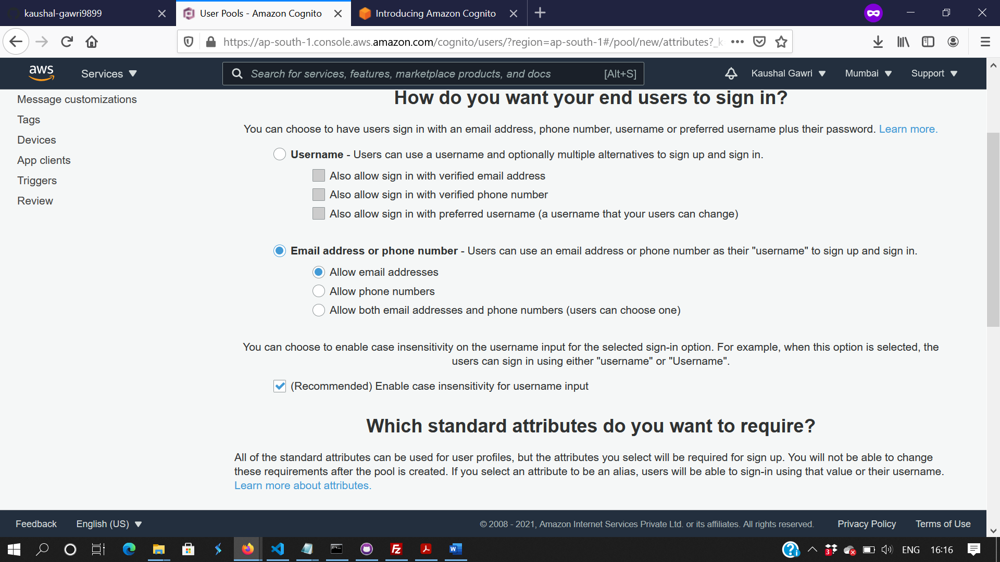 kaushal-gawri9899
User Pools - Amazon Cognito
Introducing Amazon Cognito
https://ap-south-1.console.aws.amazon.com/cognito/users/?region=ap-south-1#/pool/new/attributes?_k
aws
Services
Search for services, features, marketplace products, and docs
[Alt+S]
Kaushal Gawri
Mumbai
Support
Message customizations
Tags
Devices
App clients
Triggers
Review
How do you want your end users to sign in?
You can choose to have users sign in with an email address, phone number, username or preferred username plus their password. Learn more.
Username - Users can use a username and optionally multiple alternatives to sign up and sign in.
Also allow sign in with verified email address
Also allow sign in with verified phone number
Also allow sign in with preferred username (a username that your users can change)
Email address or phone number - Users can use an email address or phone number as their "username" to sign up and sign in.
Allow email addresses
Allow phone numbers
Allow both email addresses and phone numbers (users can choose one)
You can choose to enable case insensitivity on the username input for the selected sign-in option. For example, when this option is selected, the
users can sign in using either "username" or "Username".
(Recommended) Enable case insensitivity for username input
Which standard attributes do you want to require?
All of the standard attributes can be used for user profiles, but the attributes you select will be required for sign up. You will not be able to change
these requirements after the pool is created. If you select an attribute to be an alias, users will be able to sign-in using that value or their username.
Learn more about attributes.
Feedback
English (US)
© 2008 - 2021, Amazon Internet Services Private Ltd. or its affiliates. All rights reserved.
Privacy Policy
Terms of Use
3
ENG
16:16